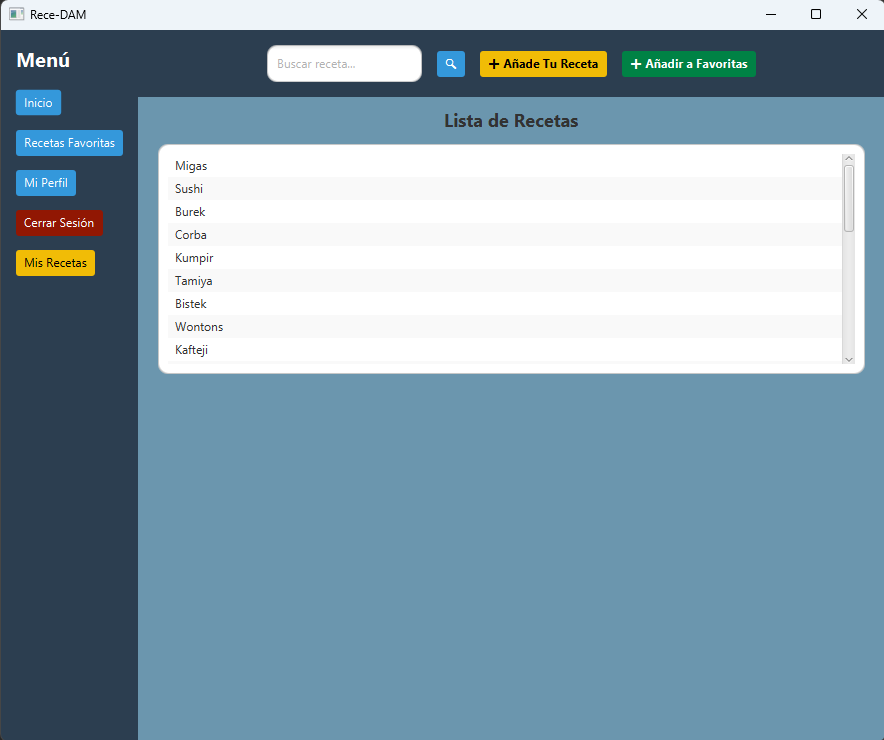 Rece-DAM
Menú
Buscar receta...
+ Añade Tu Receta
+ Añadir a Favoritas
Inicio
Recetas Favoritas
Mi Perfil
Cerrar Sesión
Mis Recetas
Lista de Recetas
Migas
Sushi
Burek
Corba
Kumpir
Tamiya
Bistek
Wontons
Kafteji